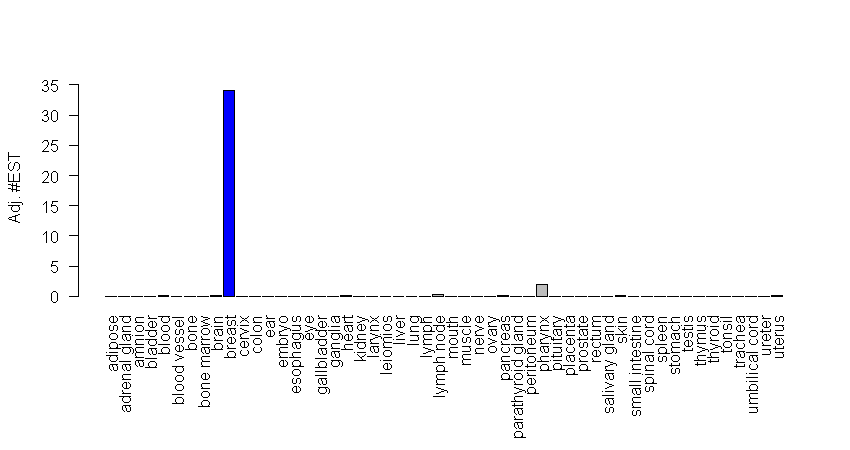 Adj. #EST
35
30
25
20
15
10
5
0
adipose
adrenal gland
amnion
bladder
blood
blood vessel
bone
bone marrow
brain
breast
cervix
colon
ear
embryo
esophagus
eye
gallbladder
ganglia
heart
kidney
larynx
leiomios
liver
lung
lymph
lymph node
mouth
muscle
nerve
ovary
pancreas
parathyroid gland
peritoneum
pharynx
pituitary
placenta
prostate
rectum
salivary gland
skin
small intestine
spinal cord
spleen
stomach
testis
thymus
thyroid
tonsil
trachea
umbilical cord
ureter
uterus